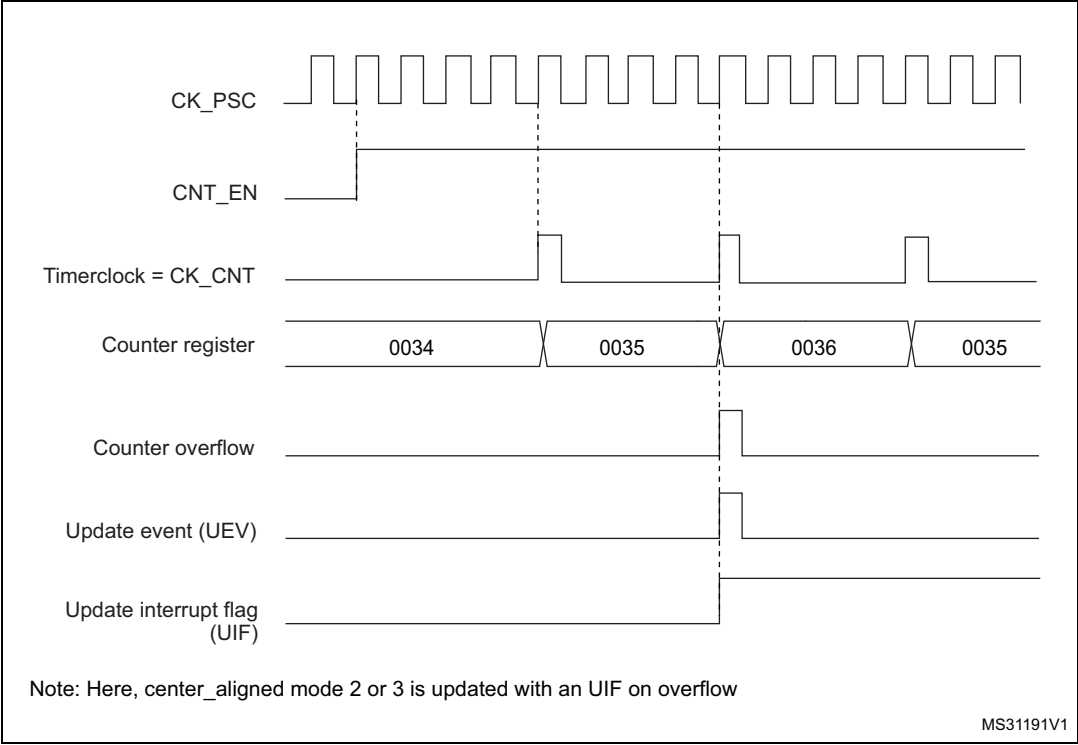 CK_PSC
CNT_EN
Timerclock = CK_CNT
Counter register
0034
0035
0036
0035
Counter overflow
Update event (UEV)
Update interrupt flag
(UIF)
Note: Here, center_aligned mode 2 or 3 is updated with an UIF on overflow
MS31191V1